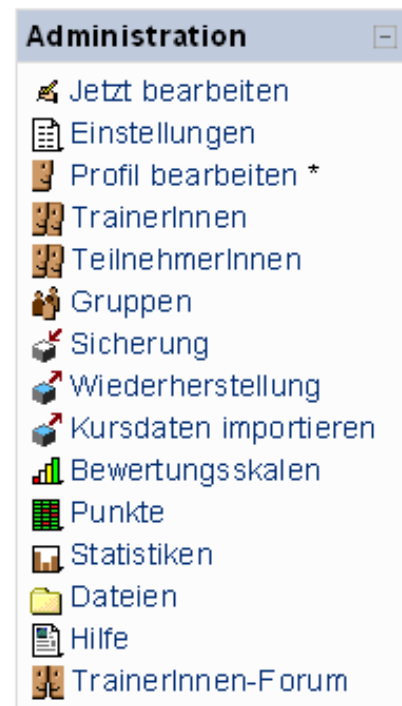 Administration
Jetzt bearbeiten
Einstellungen
Profil bearbeiten *
TrainerInnen
TeilnehmerInnen
Gruppen
Sicherung
Wiederherstellung
Kursdaten importieren
Bewertungsskalen
Punkte
Statistiken
Dateien
Hilfe
TrainerInnen-Forum